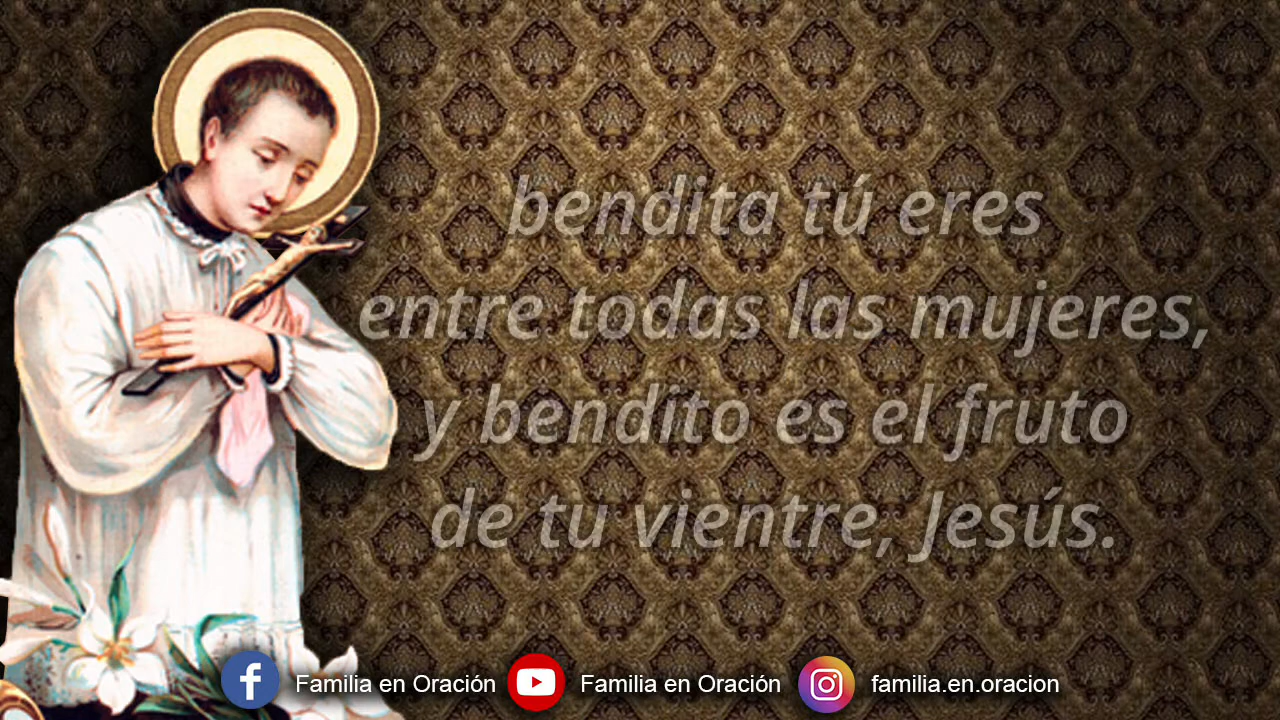 bendita tú eres
entre todas las mujeres,
y bendito es el fruto
de tu vientre, Jesús.
Familia en Oración Familia en Oración familia.en.oracion